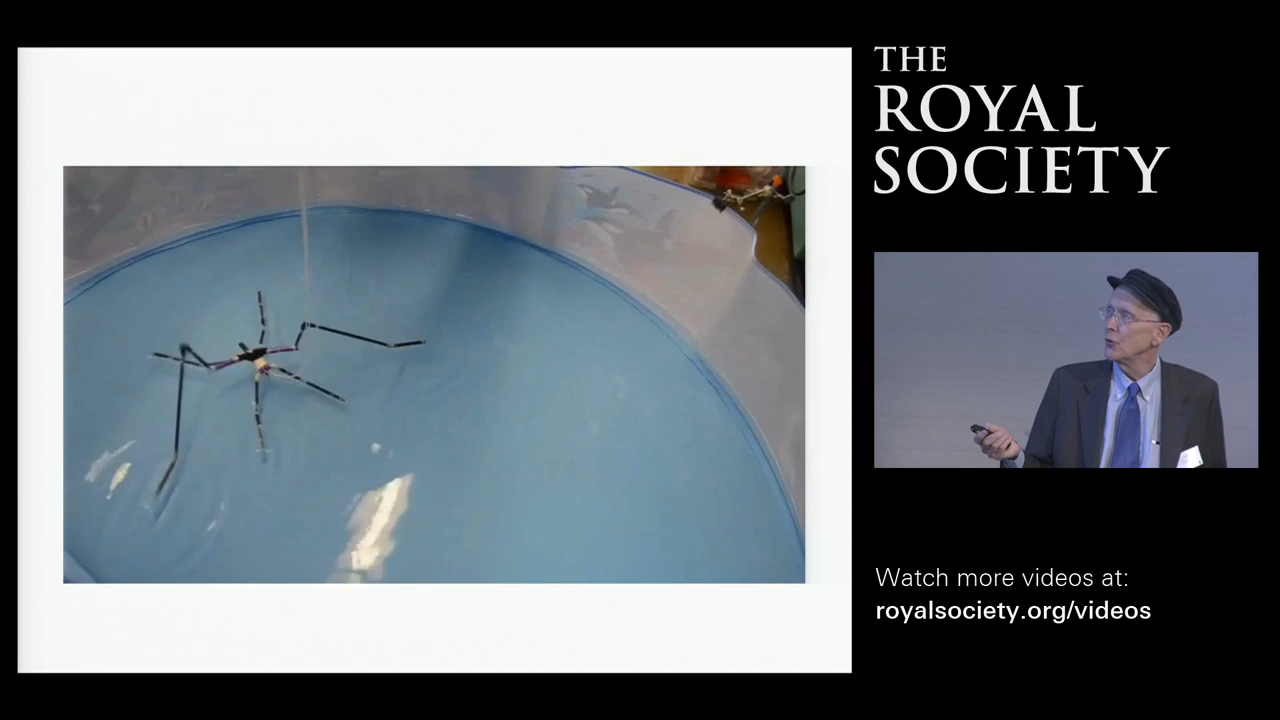 THE
ROYAL
SOCIETY
Watch more videos at:
royalsociety.org/videos